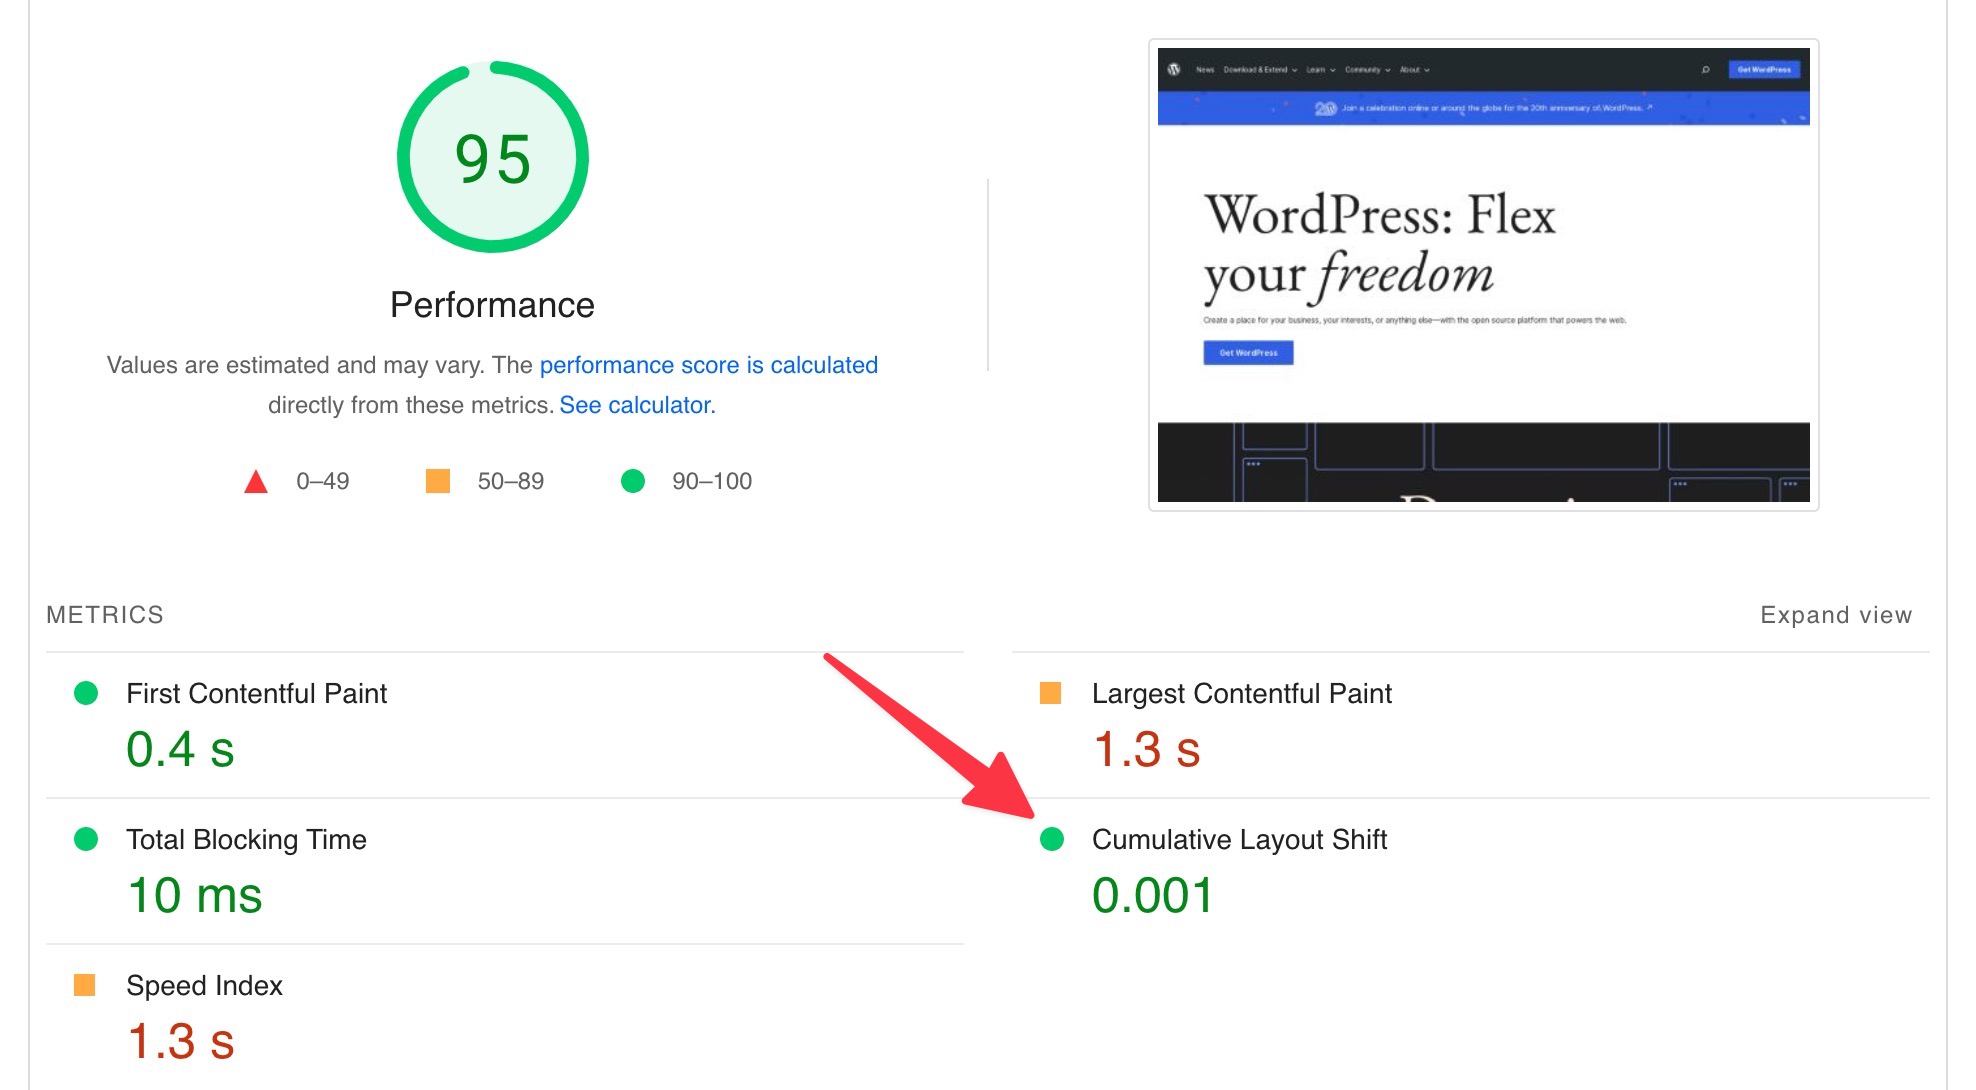 95
Performance
Values are estimated and may vary. The performance score is calculated
directly from these metrics. See calculator.
0–49
50–89
90–100
News Download & Extend Learn Community About Get WordPress
20 Join a celebration online or around the globe for the 20th anniversary of WordPress. ↗
WordPress: Flex
your freedom
Create a place for your business, your interests, or anything else—with the open source platform that powers the web.
Get WordPress
METRICS
Expand view
First Contentful Paint
0.4 s
Largest Contentful Paint
1.3 s
Total Blocking Time
10 ms
Cumulative Layout Shift
0.001
Speed Index
1.3 s